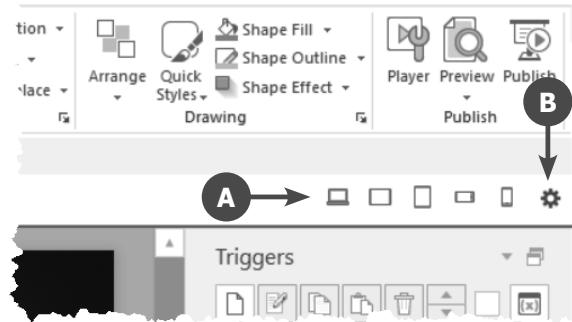 tion
Shape Fill
Shape Outline
lace
Arrange
Quick
Styles
Shape Effect
Player
Preview
Publish
Drawing
Publish
B
A
Triggers
(x)